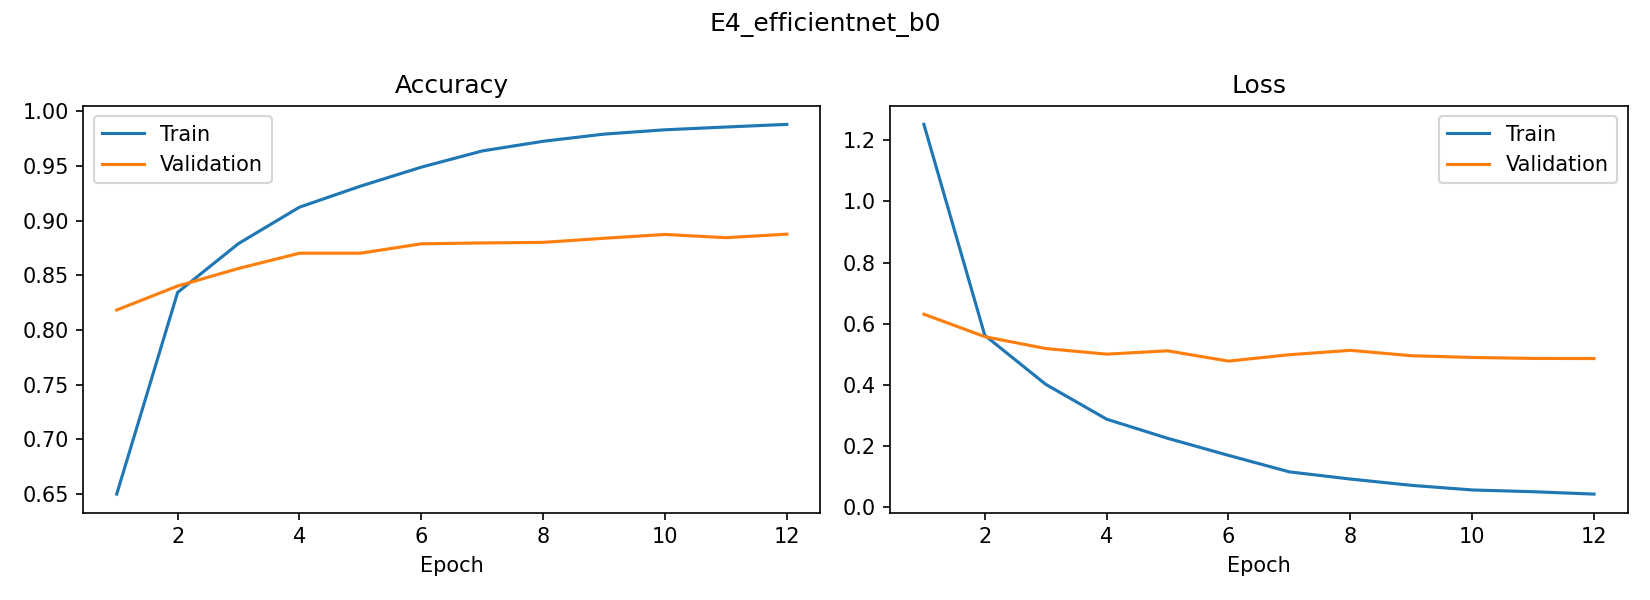 E4_efficientnet_b0
Accuracy
1.00
0.95
0.90
0.85
0.80
0.75
0.70
0.65
Train
Validation
2 4 6 8 10 12
Epoch
Loss
1.2
1.0
0.8
0.6
0.4
0.2
0.0
Train
Validation
2 4 6 8 10 12
Epoch